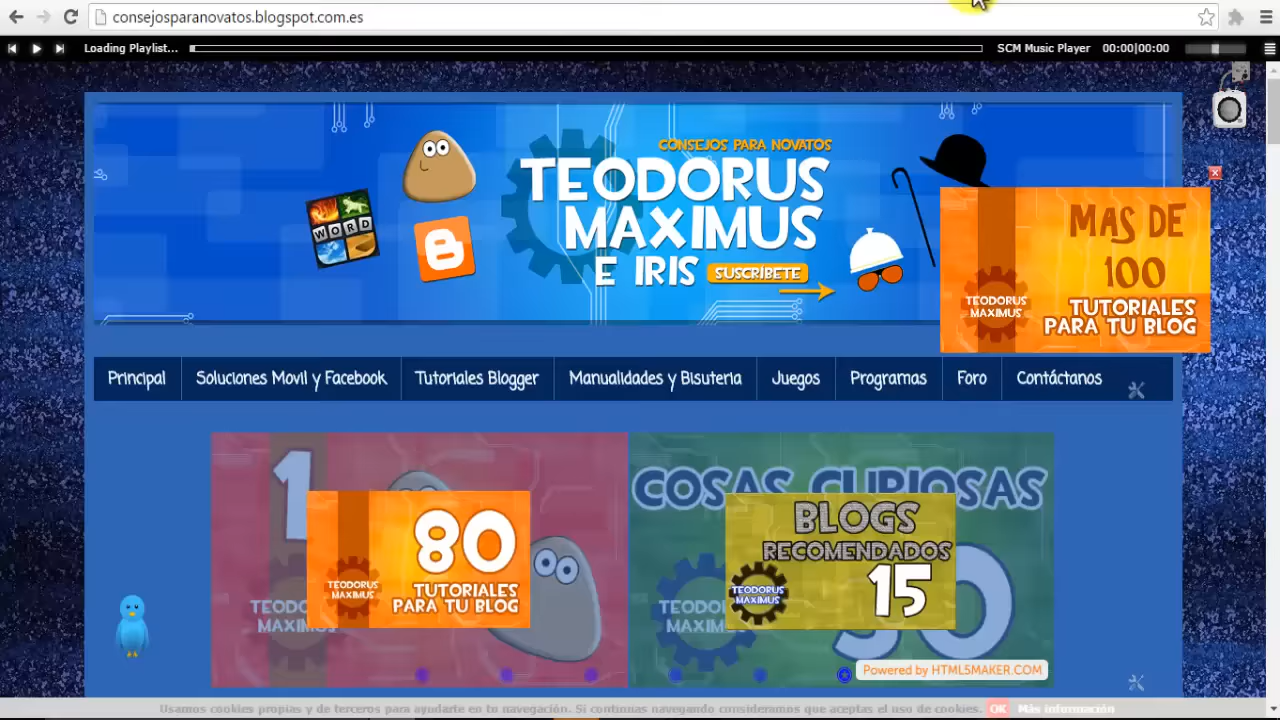 consejosparanovatos.blogspot.com.es
Loading Playlist...
SCM Music Player 00:00|00:00
CONSEJOS PARA NOVATOS
TEODORUS
MAXIMUS
E IRIS
SUSCRIBETE
WORD
MAS DE
100
TUTORIALES
PARA TU BLOG
TEODORUS
MAXIMUS
Principal Soluciones Movil y Facebook Tutoriales Blogger Manualidades y Bisuteria Juegos Programas Foro Contáctanos
1
80
TUTORIALES
PARA TU BLOG
TEODORUS
MAXIMUS
COSAS CURIOSAS
BLOGS
RECOMENDADOS
15
TEODORUS
MAXIMUS
Powered by HTML5MAKER.COM
Usamos cookies propias y de terceros para ayudarte en tu navegación. Si continuas navegando consideramos que aceptas el uso de cookies. OK Más información